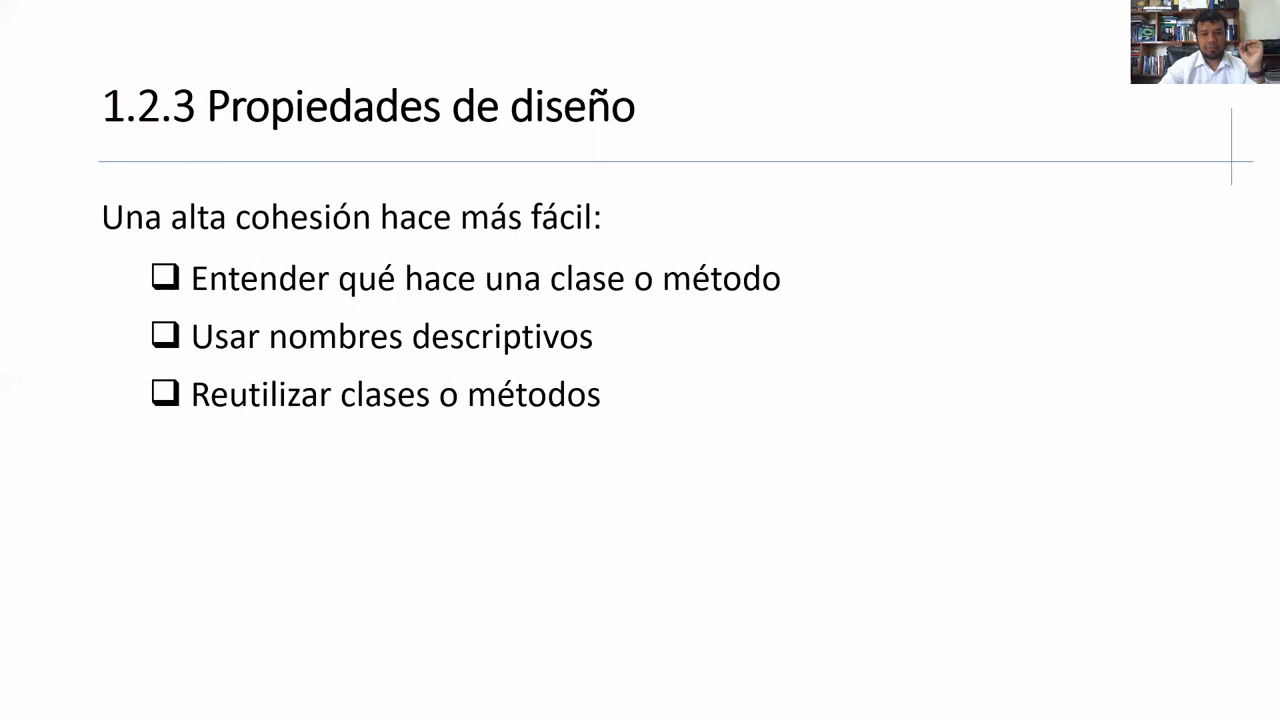 1.2.3 Propiedades de diseño
Una alta cohesión hace más fácil:
Entender qué hace una clase o método
Usar nombres descriptivos
Reutilizar clases o métodos